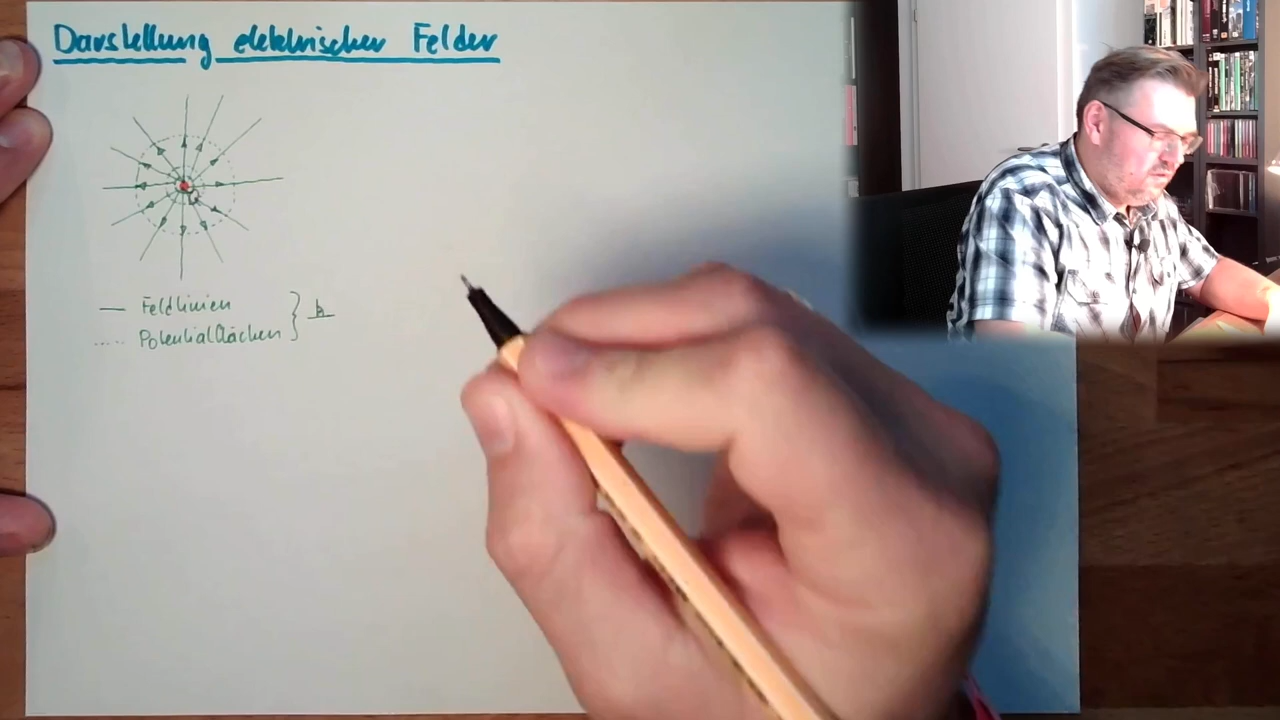 Darstellung elektrischer Felder
Feldlinien
Potentialflächen